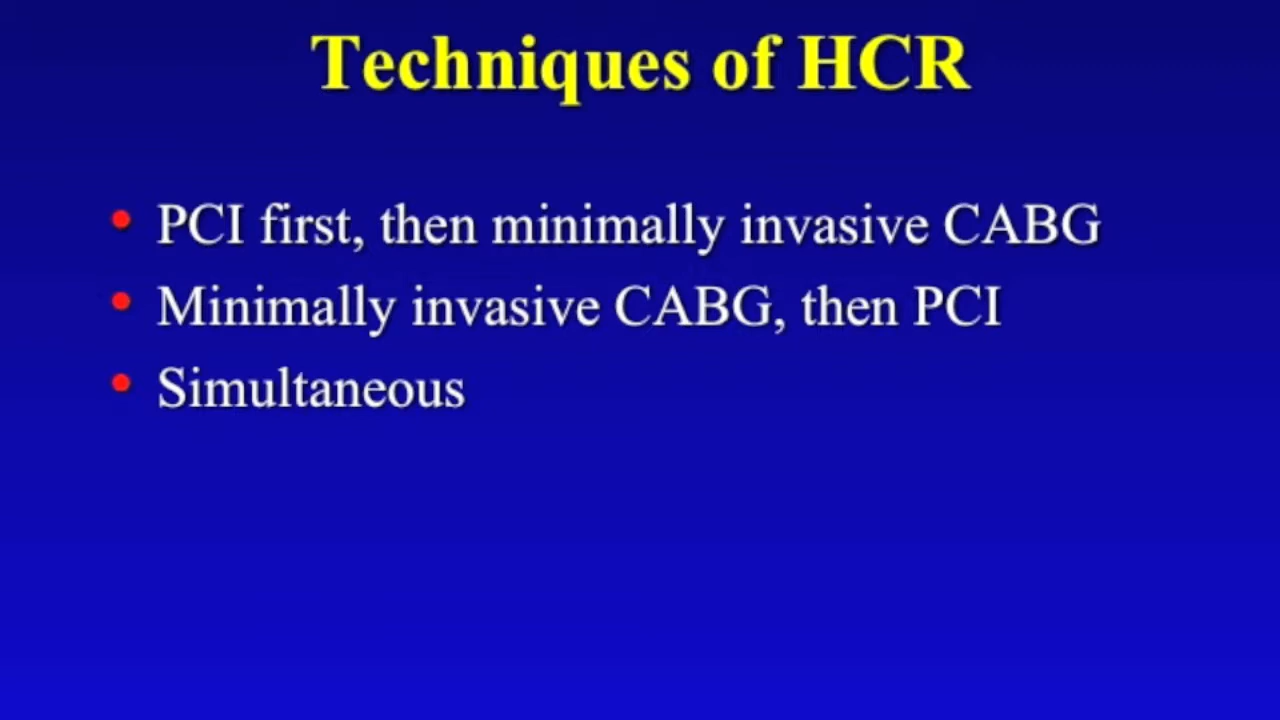 Techniques of HCR
• PCI first, then minimally invasive CABG
• Minimally invasive CABG, then PCI
• Simultaneous